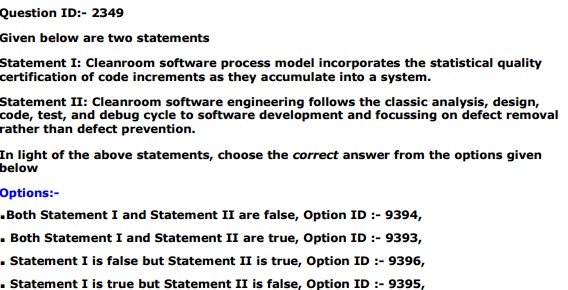 Question ID:- 2349
Given below are two statements
Statement I: Cleanroom software process model incorporates the statistical quality
certification of code increments as they accumulate into a system.
Statement II: Cleanroom software engineering follows the classic analysis, design,
code, test, and debug cycle to software development and focussing on defect removal
rather than defect prevention.
In light of the above statements, choose the correct answer from the options given
below
Options:-
.Both Statement I and Statement II are false, Option ID :- 9394,
. Both Statement I and Statement II are true, Option ID :- 9393,
. Statement I is false but Statement II is true, Option ID :- 9396,
. Statement I is true but Statement II is false, Option ID :- 9395,